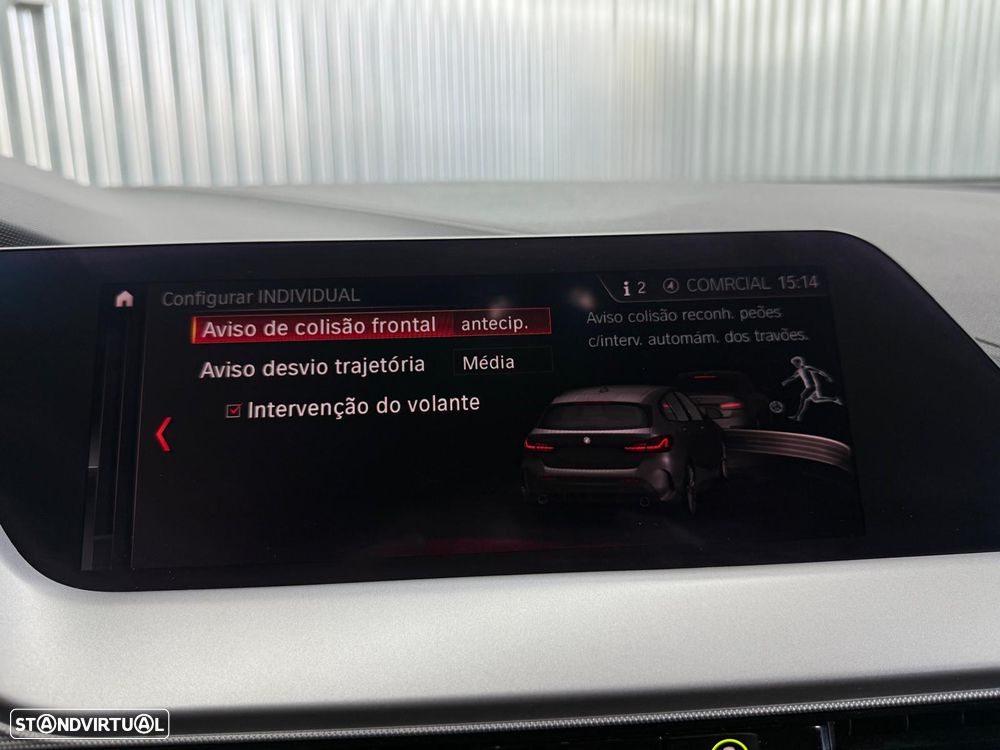 Configurar INDIVIDUAL
i 2 COMRCIAL 15:14
Aviso de colisão frontal antecip.
Aviso desvio trajetória Média
Intervenção do volante
Aviso colisão reconh. peões
c/interv. automám. dos travões.
STANDVIRTUAL